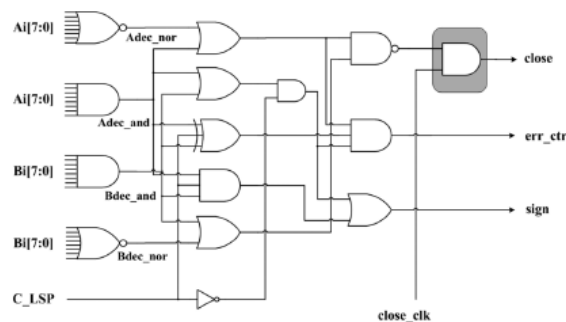 Ai[7:0]
Adec_nor
close
Ai[7:0]
Adec_and
err_ctr
Bi[7:0]
Bdec_and
sign
Bi[7:0]
Bdec_nor
C_LSP
close_clk